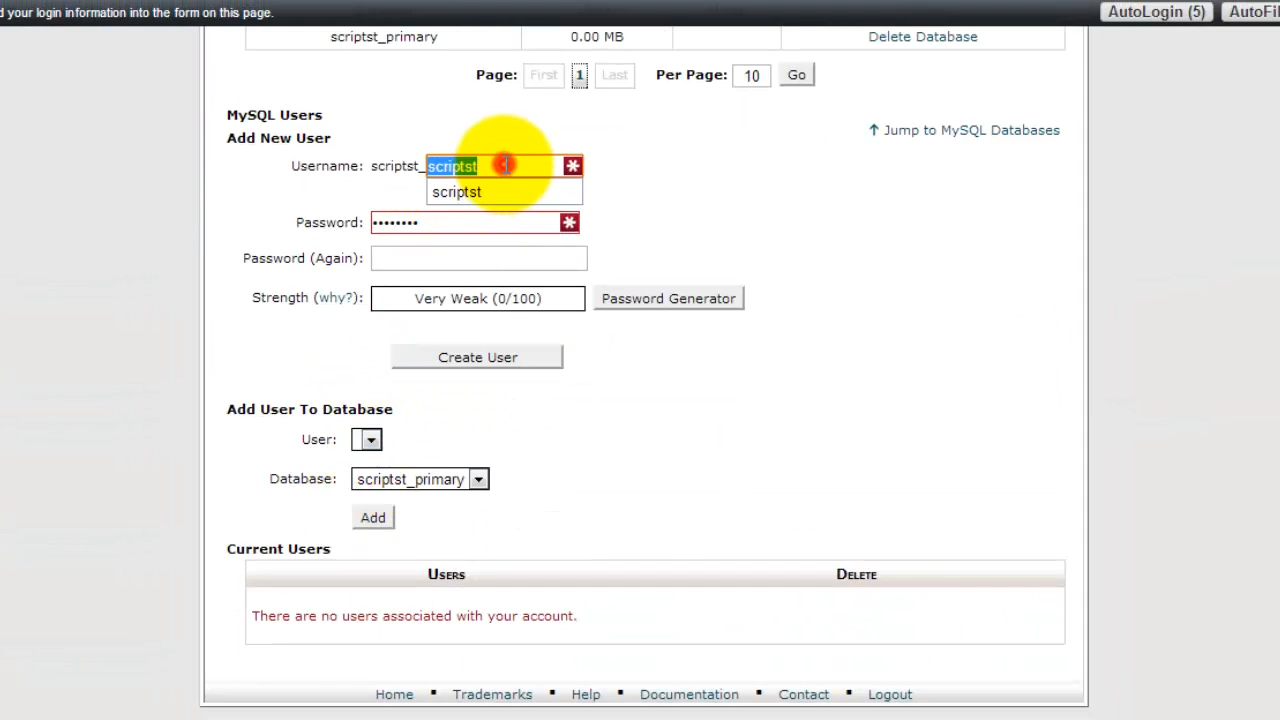 d your login information into the form on this page.
AutoLogin (5) AutoFil
scriptst_primary 0.00 MB Delete Database
Page: First 1 Last Per Page: 10 Go
MySQL Users
Add New User
↑ Jump to MySQL Databases
Username: scriptst_ scriptst *
scriptst
Password: •••••••• *
Password (Again):
Strength (why?): Very Weak (0/100) Password Generator
Create User
Add User To Database
User:
Database: scriptst_primary
Add
Current Users
Users Delete
There are no users associated with your account.
Home ▪ Trademarks ▪ Help ▪ Documentation ▪ Contact ▪ Logout